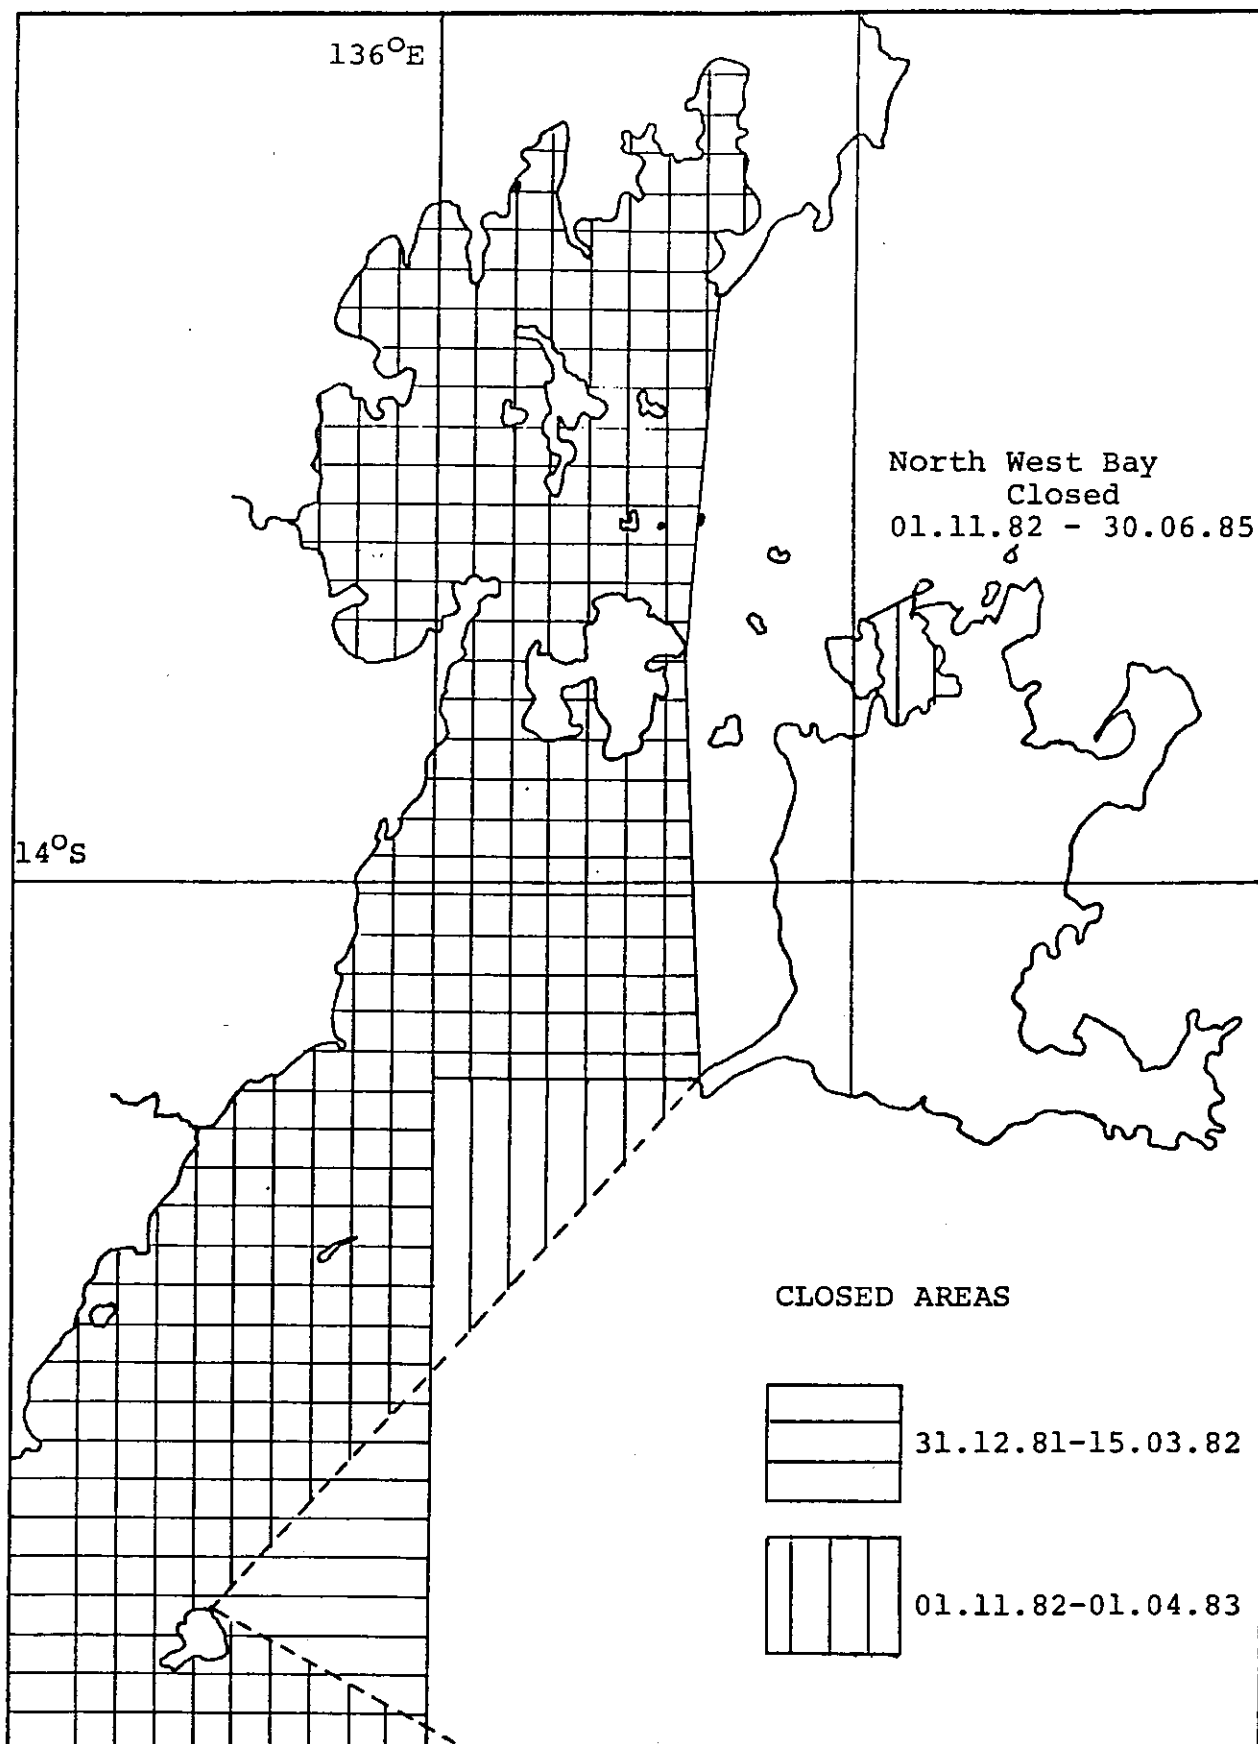 136°E
North West Bay
Closed
01.11.82 - 30.06.85
14°S
CLOSED AREAS
31.12.81-15.03.82
01.11.82-01.04.83